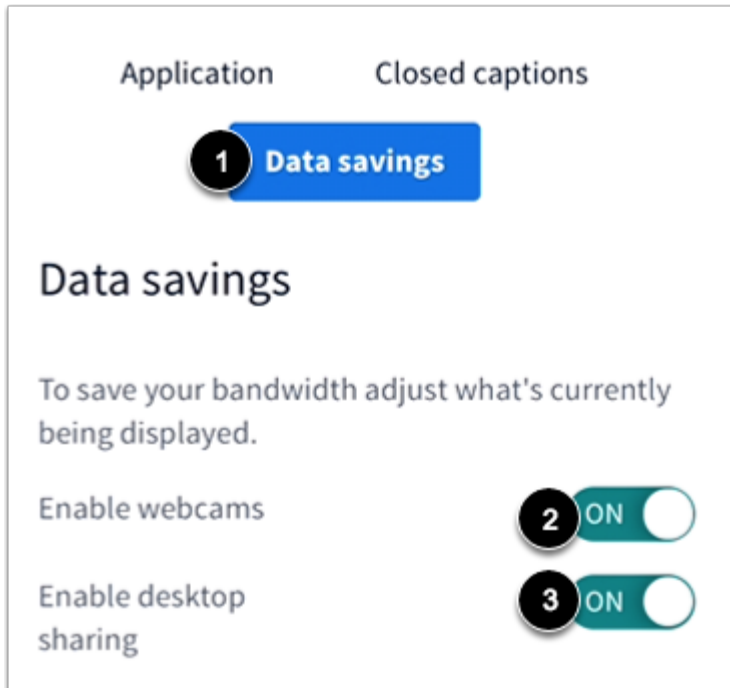 Application Closed captions
1 Data savings
Data savings
To save your bandwidth adjust what's currently
being displayed.
Enable webcams 2 ON
Enable desktop 3 ON
sharing